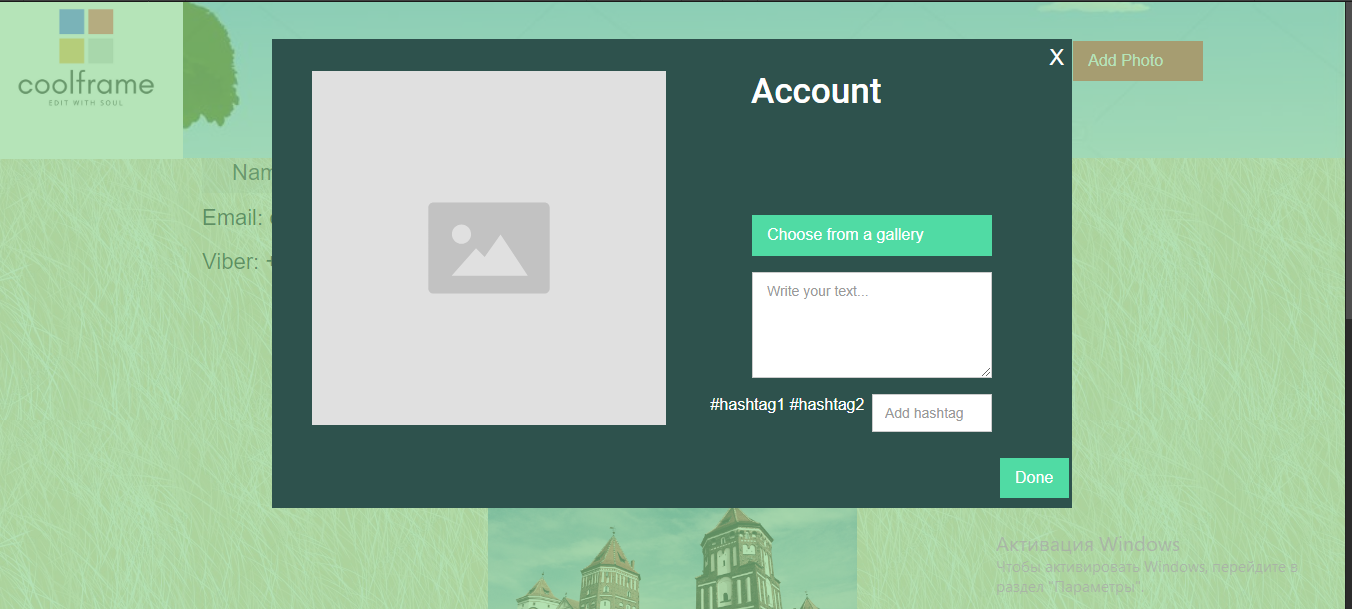 coolframe
EDIT WITH SOUL
X
Add Photo
Account
Nam
Email:
Viber:
Choose from a gallery
Write your text...
#hashtag1 #hashtag2
Add hashtag
Done
Активация Windows
Чтобы активировать Windows, перейдите в
раздел "Параметры".